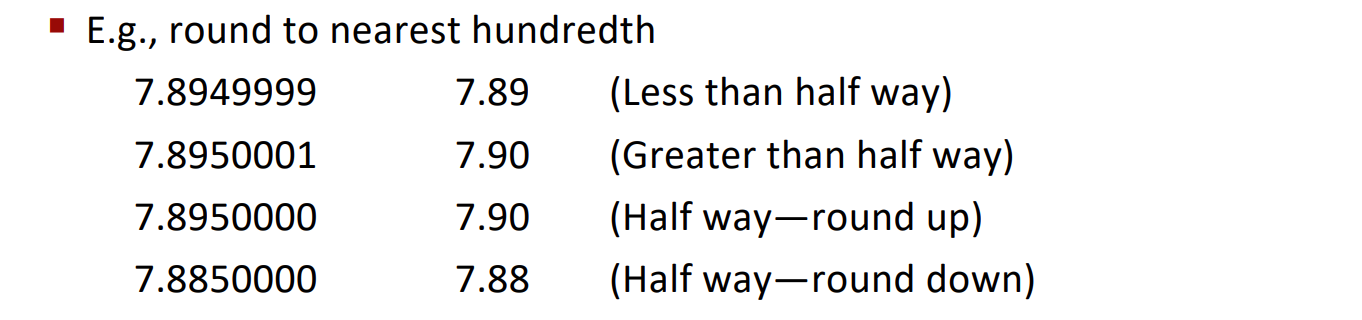 ▪ E.g., round to nearest hundredth
7.8949999 7.89 (Less than half way)
7.8950001 7.90 (Greater than half way)
7.8950000 7.90 (Half way—round up)
7.8850000 7.88 (Half way—round down)